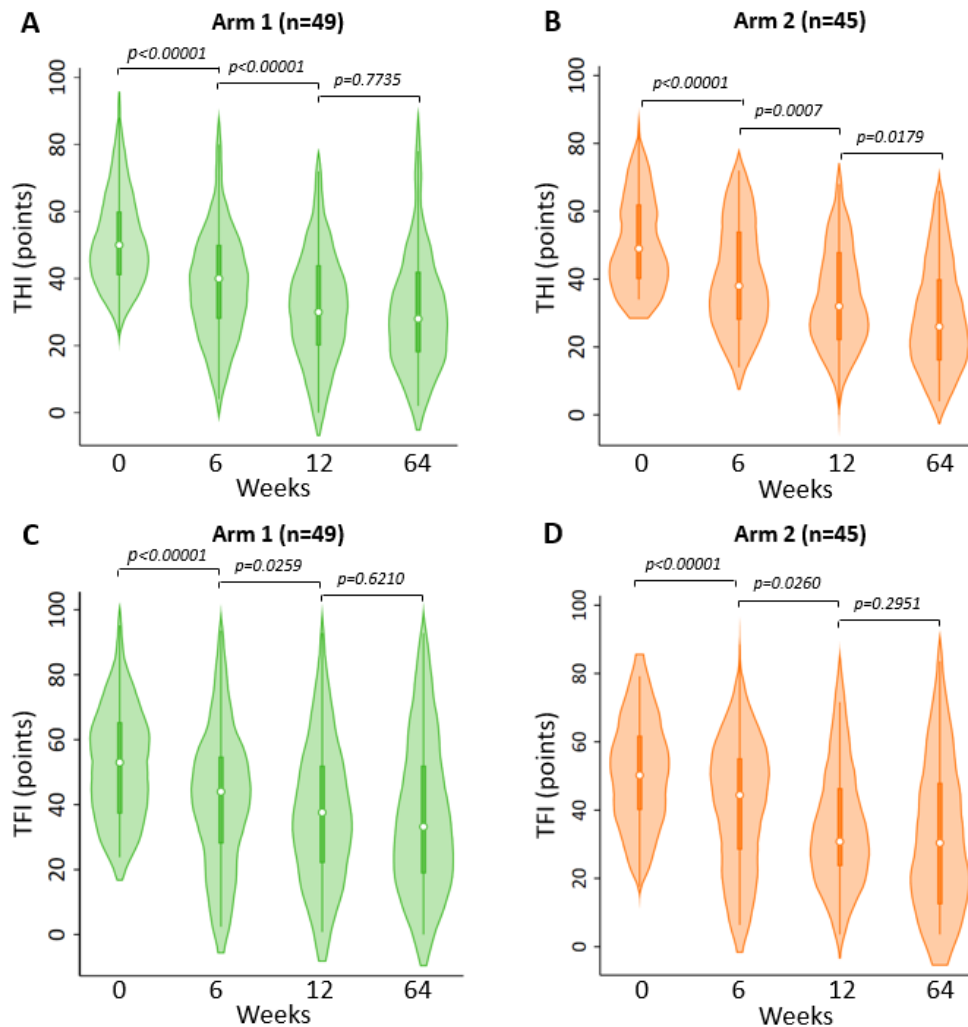 A
Arm 1 (n=49)
p<0.00001
p<0.00001
p=0.7735
THI (points)
100
80
60
40
20
0
0 6 12 64
Weeks
B
Arm 2 (n=45)
p<0.00001
p=0.0007
p=0.0179
THI (points)
100
80
60
40
20
0
0 6 12 64
Weeks
C
Arm 1 (n=49)
p<0.00001
p=0.0259
p=0.6210
TFI (points)
100
80
60
40
20
0
0 6 12 64
Weeks
D
Arm 2 (n=45)
p<0.00001
p=0.0260
p=0.2951
TFI (points)
100
80
60
40
20
0
0 6 12 64
Weeks